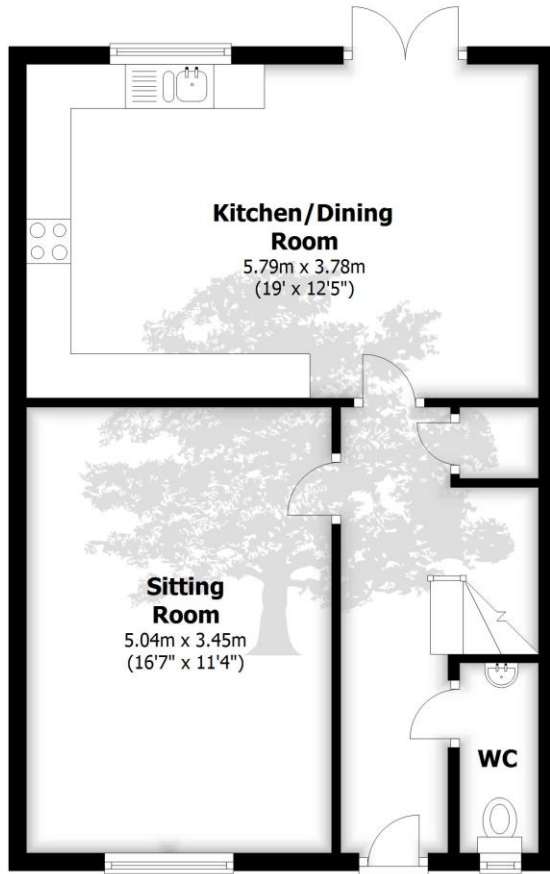 Kitchen/Dining
Room
5.79m x 3.78m
(19' x 12'5")
Sitting
Room
5.04m x 3.45m
(16'7" x 11'4")
WC